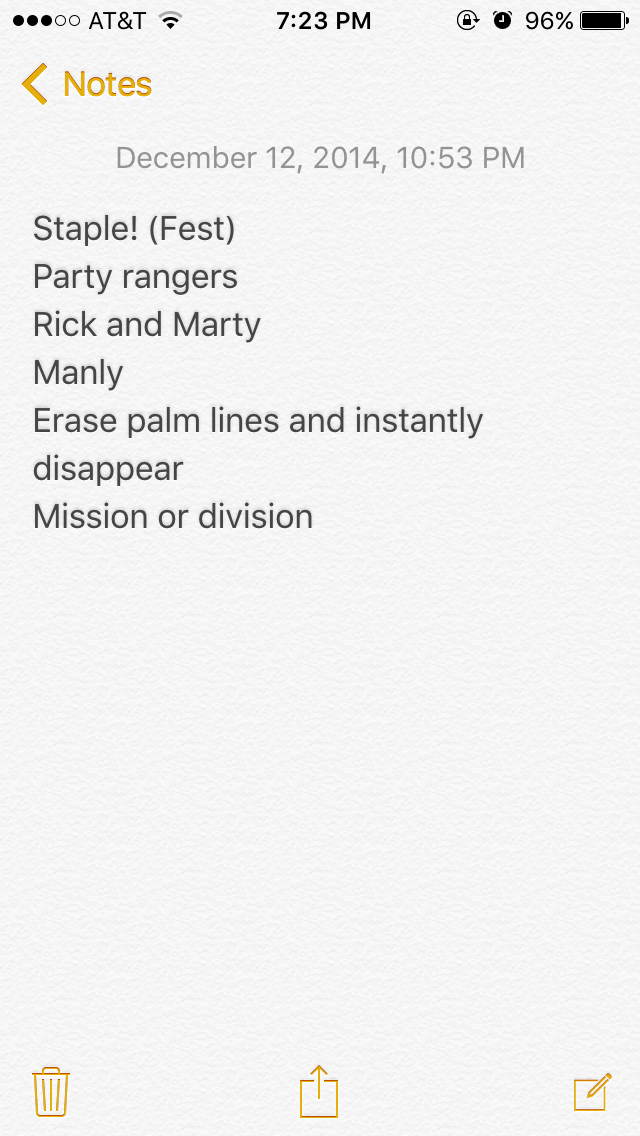 AT&T 7:23 PM 96%
Notes
December 12, 2014, 10:53 PM
Staple! (Fest)
Party rangers
Rick and Marty
Manly
Erase palm lines and instantly
disappear
Mission or division